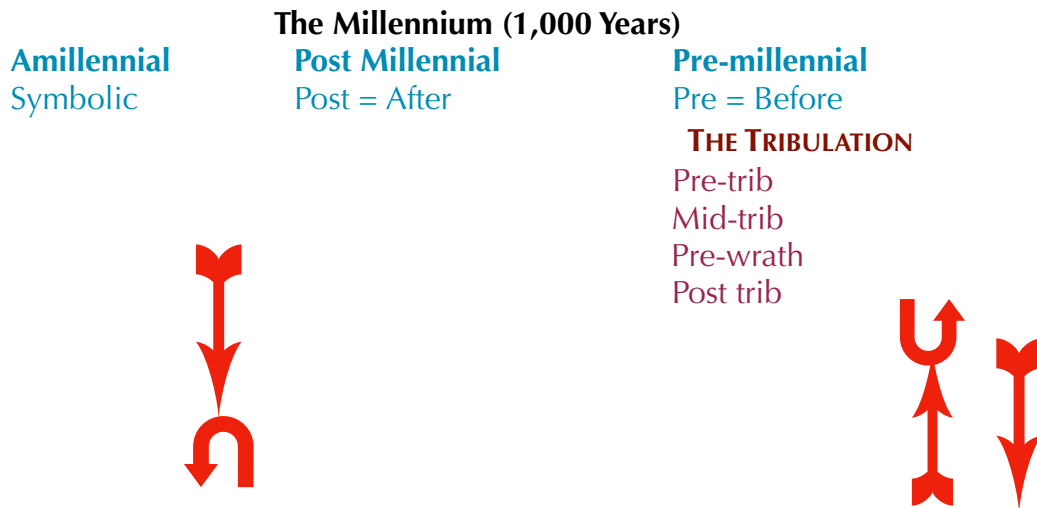 The Millennium (1,000 Years)
Amillennial
Symbolic
Post Millennial
Post = After
Pre-millennial
Pre = Before
THE TRIBULATION
Pre-trib
Mid-trib
Pre-wrath
Post trib